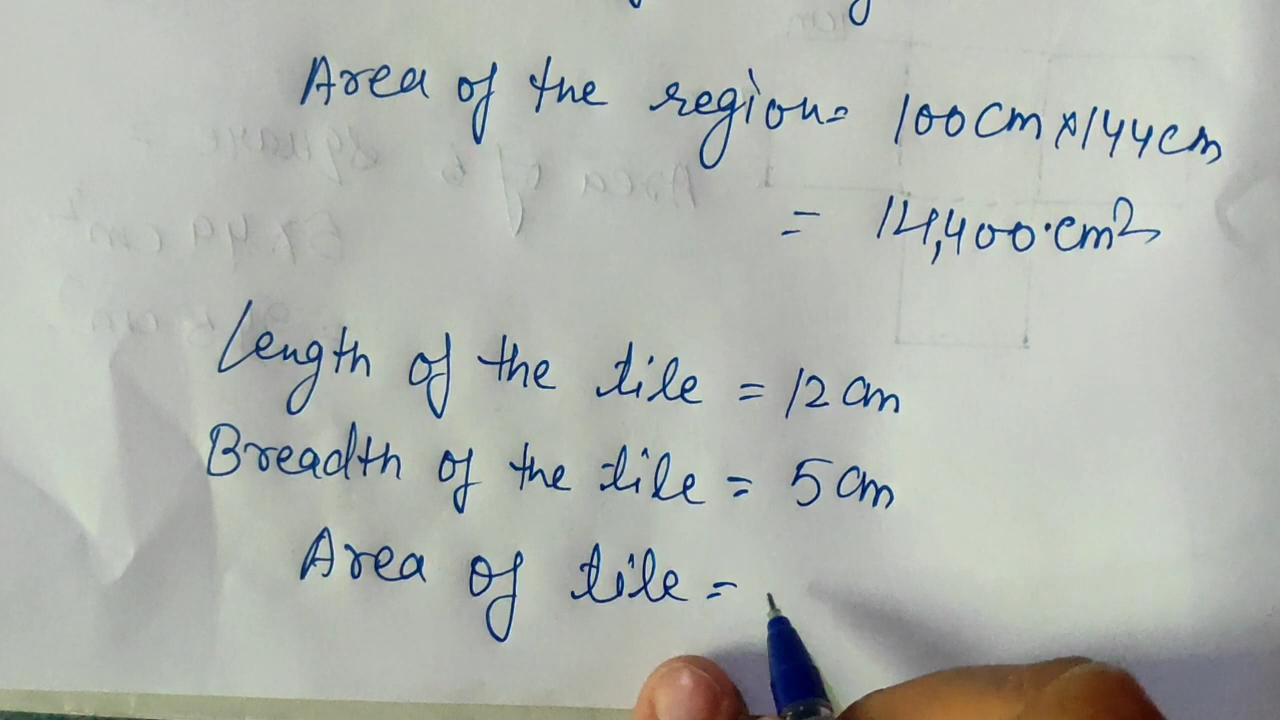 Area of the region = 100cm × 144cm
= 14,400 cm²
Length of the tile = 12 cm
Breadth of the tile = 5 cm
Area of tile =